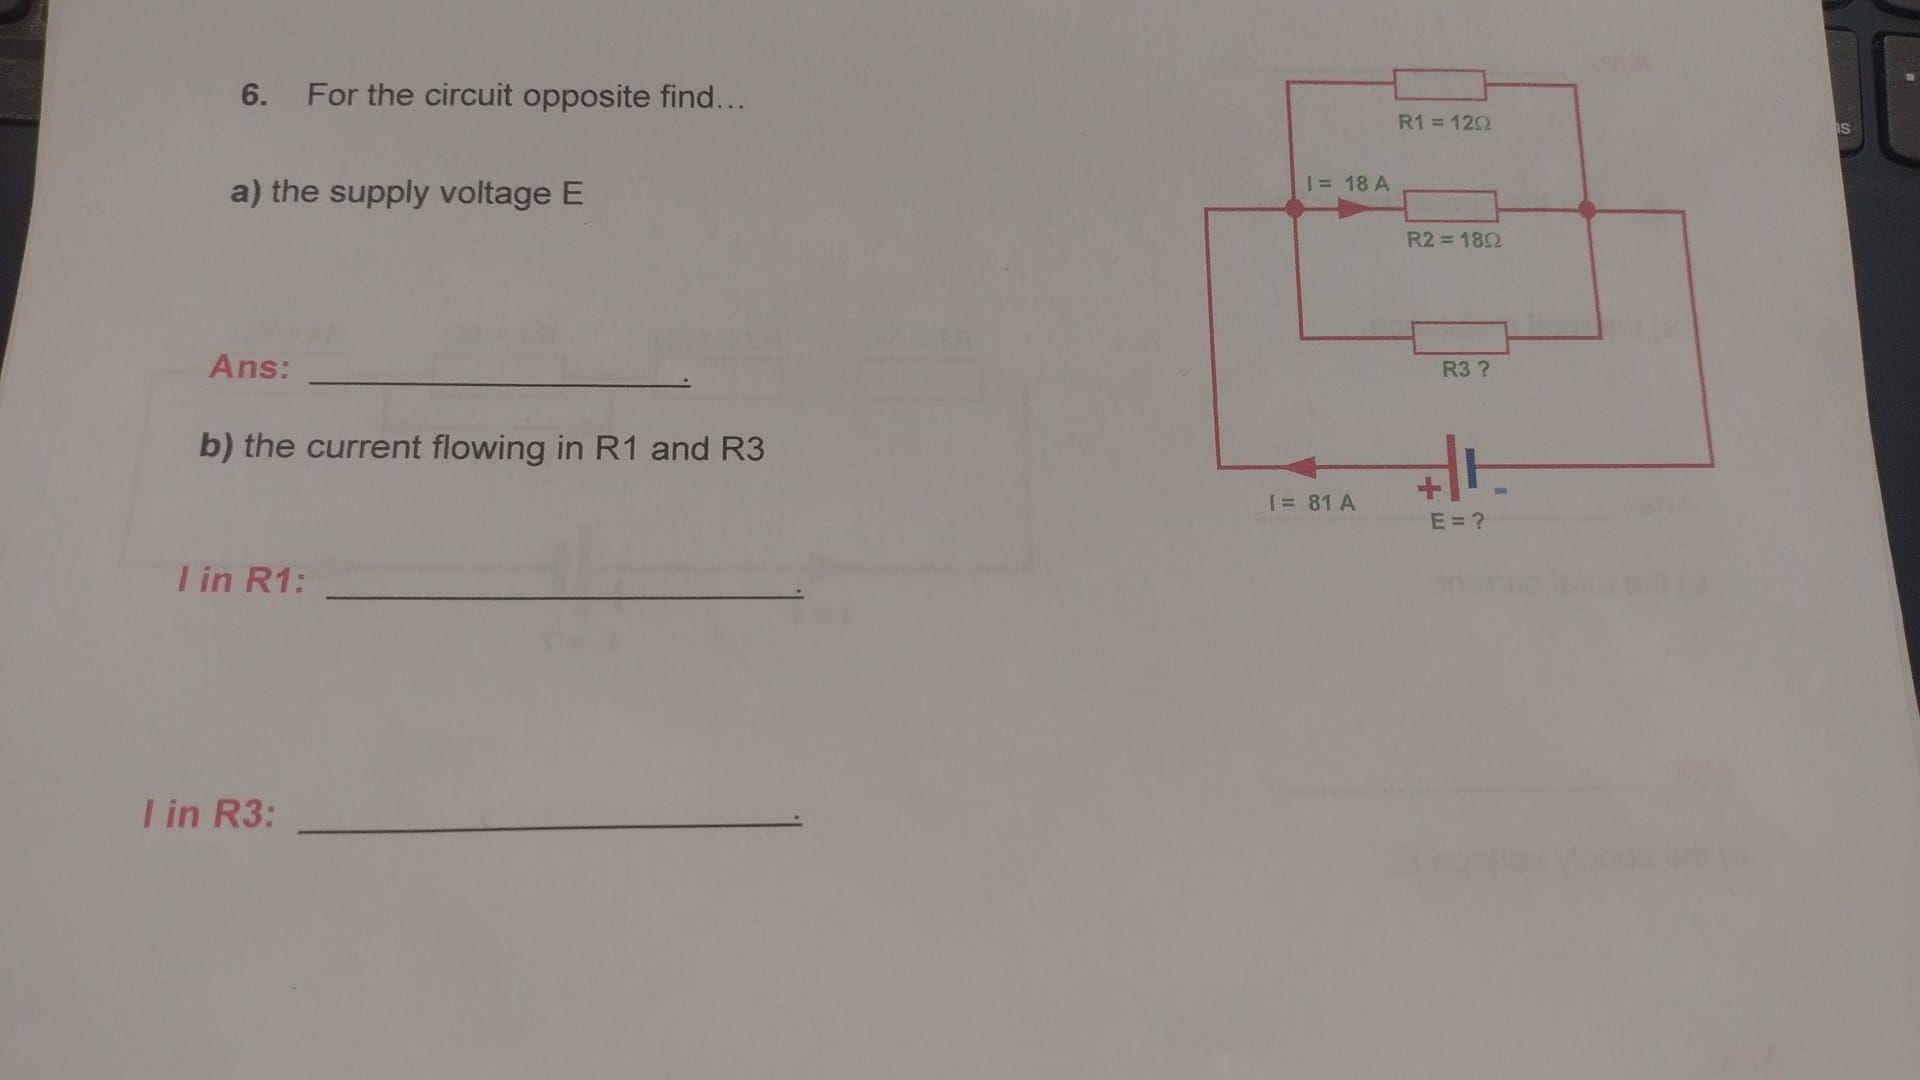 6. For the circuit opposite find...
a) the supply voltage E
Ans:
b) the current flowing in R1 and R3
I in R1:
I in R3:
R1 = 12Ω
I = 18 A
R2 = 18Ω
R3 ?
I = 81 A
+ -
E = ?